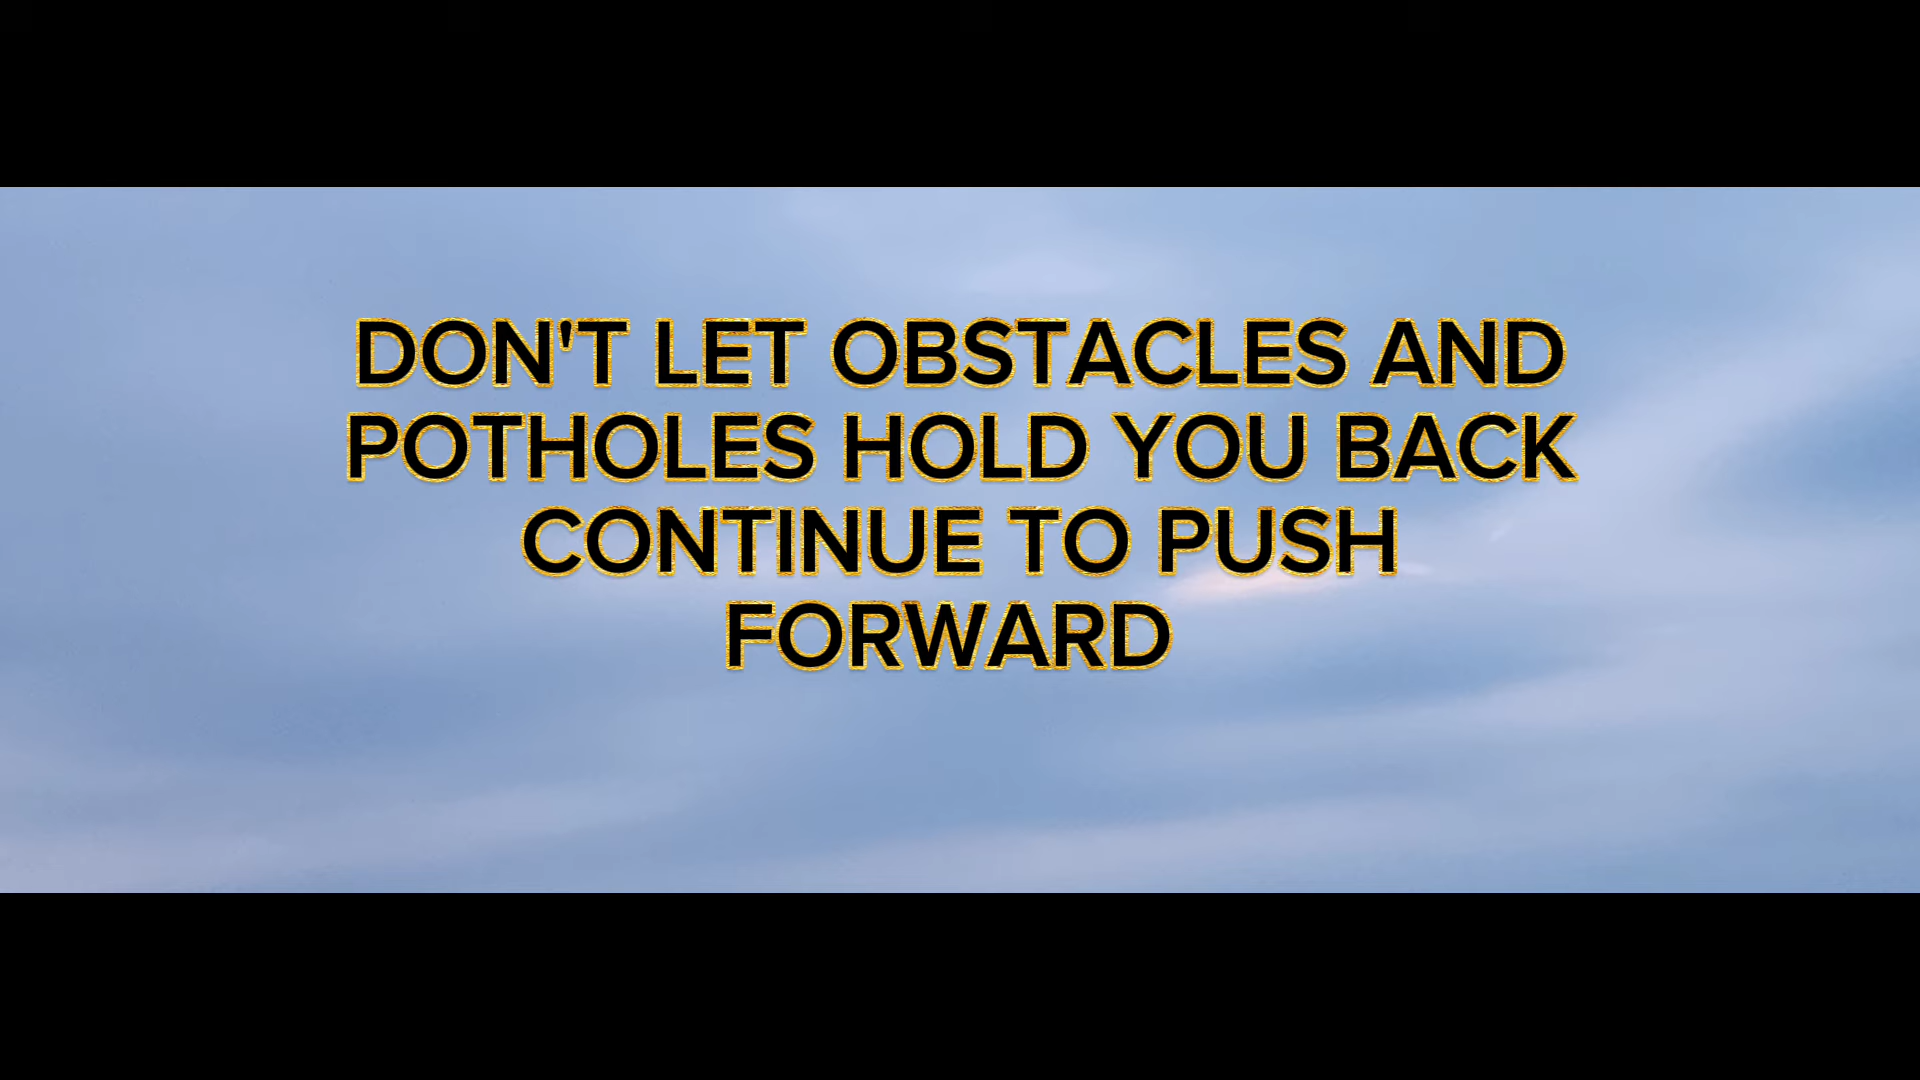 DON'T LET OBSTACLES AND
POTHOLES HOLD YOU BACK
CONTINUE TO PUSH
FORWARD